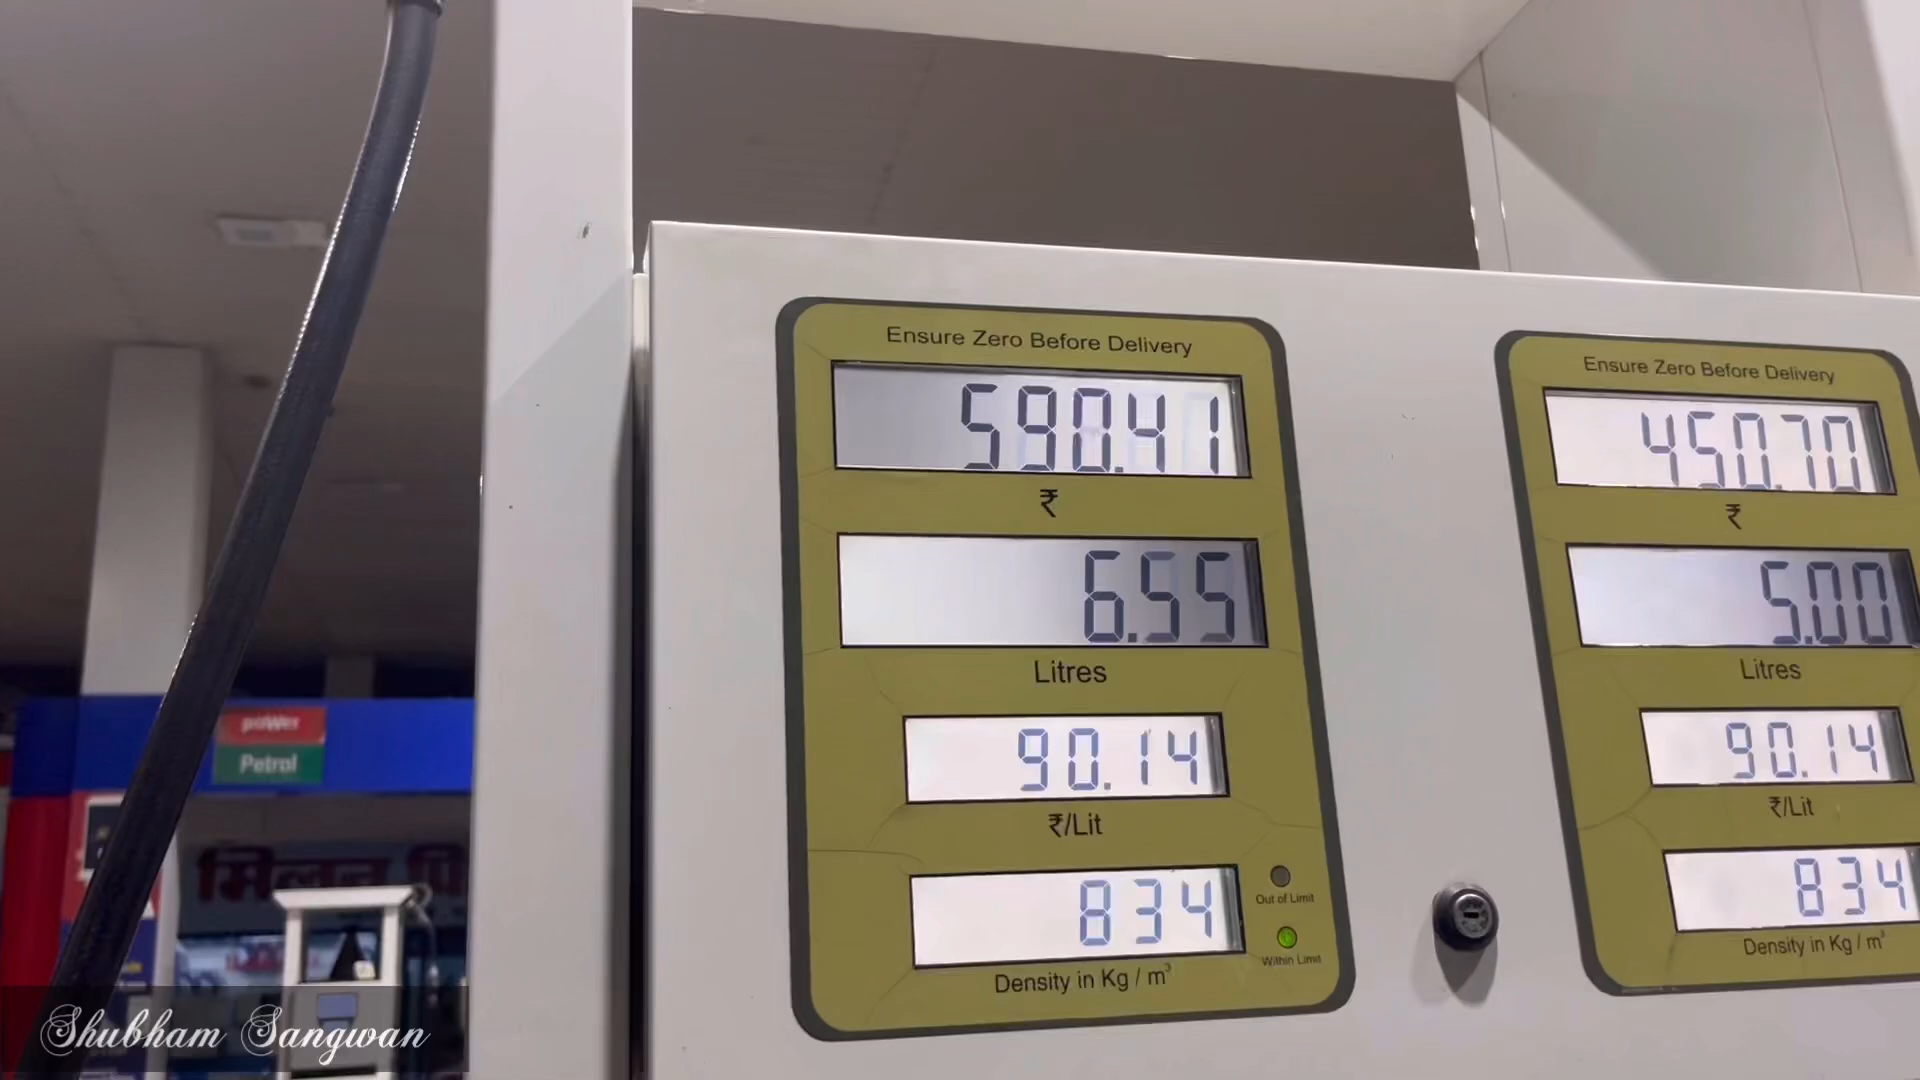 Ensure Zero Before Delivery
590.41
₹
6.55
Litres
90.14
₹/Lit
834
Density in Kg / m³
Out of Limit
Within Limit
Ensure Zero Before Delivery
450.70
₹
5.00
Litres
90.14
₹/Lit
834
Density in Kg / m³
power
Petrol
मिलन
Shubham Sangwan